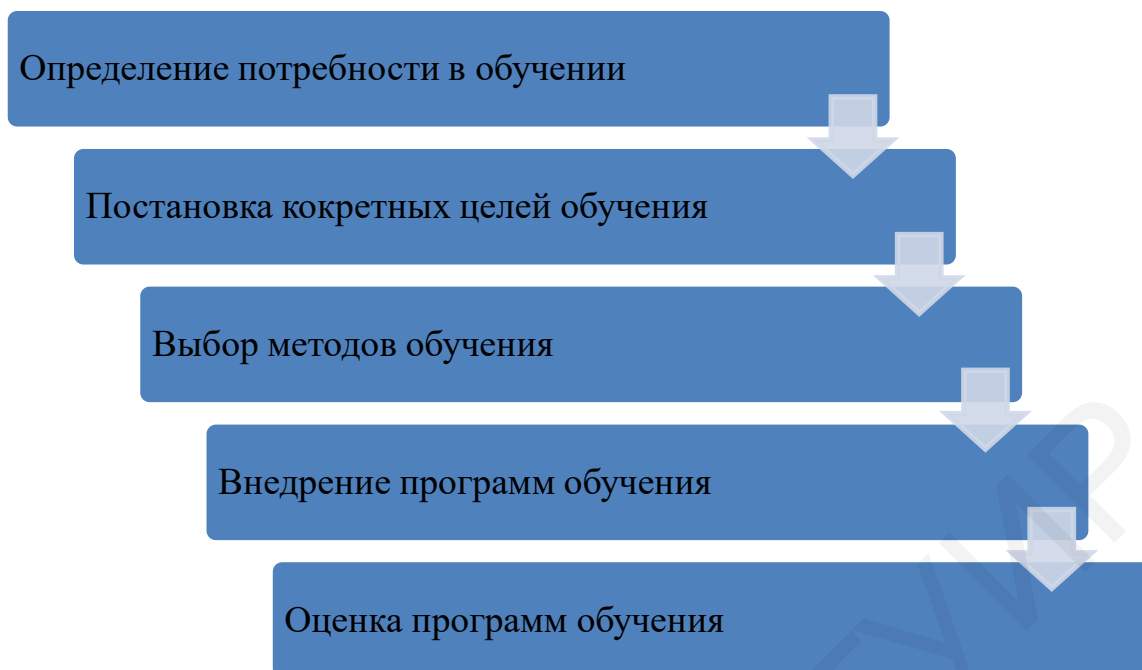 Определение потребности в обучении
Постановка кокретных целей обучения
Выбор методов обучения
Внедрение программ обучения
Оценка программ обучения